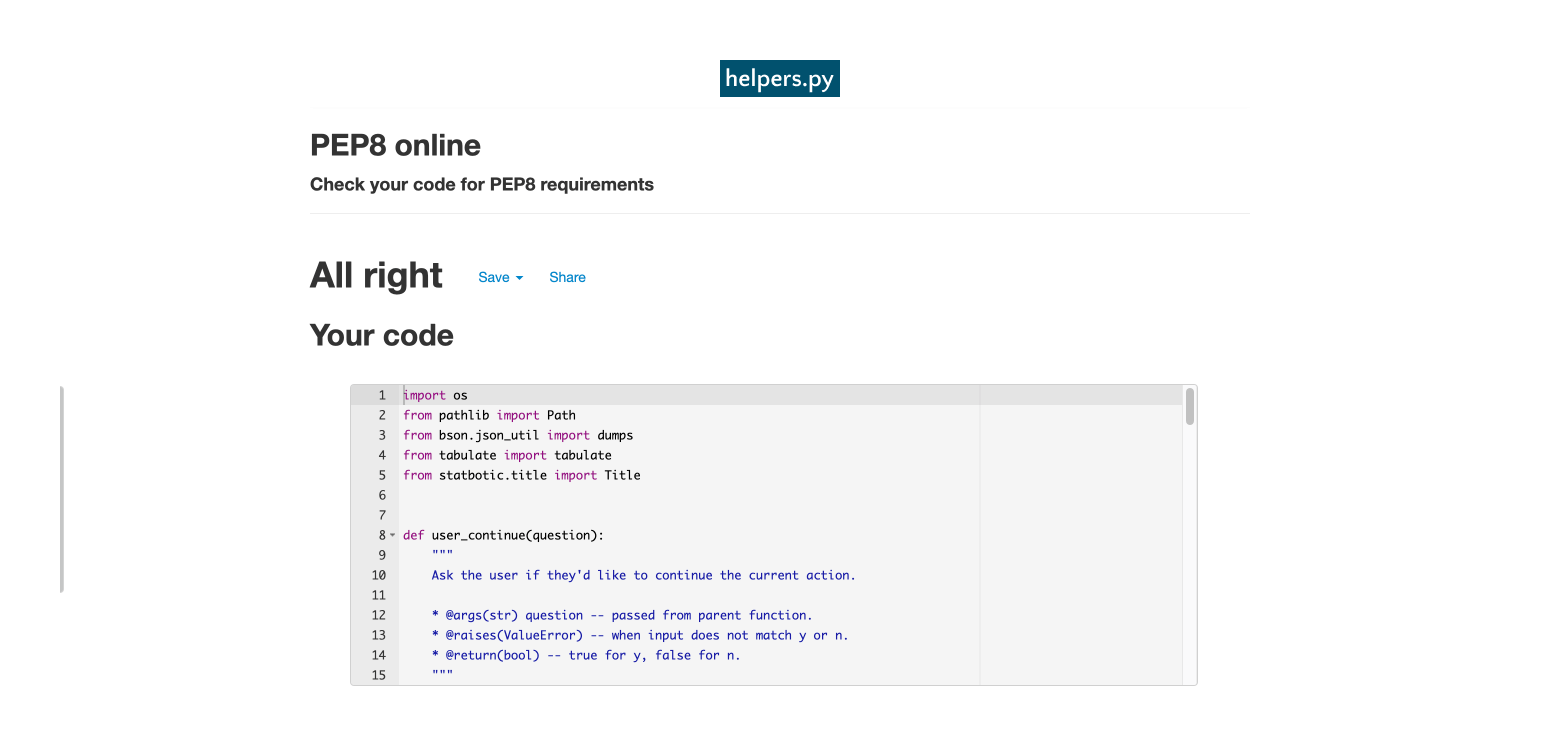 helpers.py
PEP8 online
Check your code for PEP8 requirements
All right Save Share
Your code
1 import os
2 from pathlib import Path
3 from bson.json_util import dumps
4 from tabulate import tabulate
5 from statbotic.title import Title
6
7
8 def user_continue(question):
9 """
10 Ask the user if they'd like to continue the current action.
11
12 * @args(str) question -- passed from parent function.
13 * @raises(ValueError) -- when input does not match y or n.
14 * @return(bool) -- true for y, false for n.
15 """